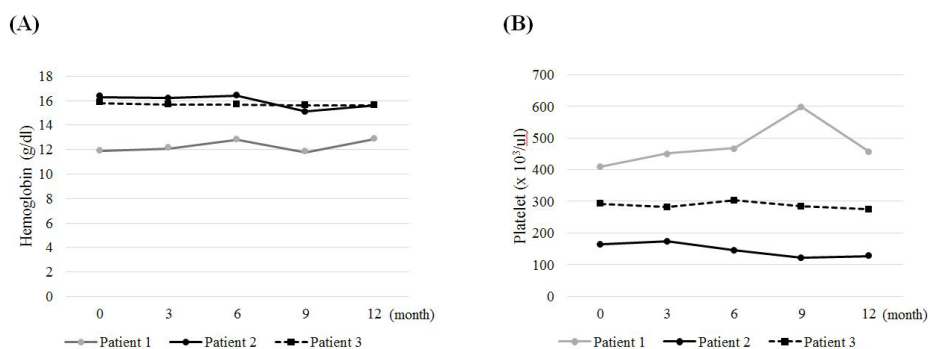 (A)
Hemoglobin (g/dl)
18
16
14
12
10
8
6
4
2
0
0 3 6 9 12 (month)
Patient 1 Patient 2 Patient 3
(B)
Platelet (x 10³/ul)
700
600
500
400
300
200
100
0
0 3 6 9 12 (month)
Patient 1 Patient 2 Patient 3